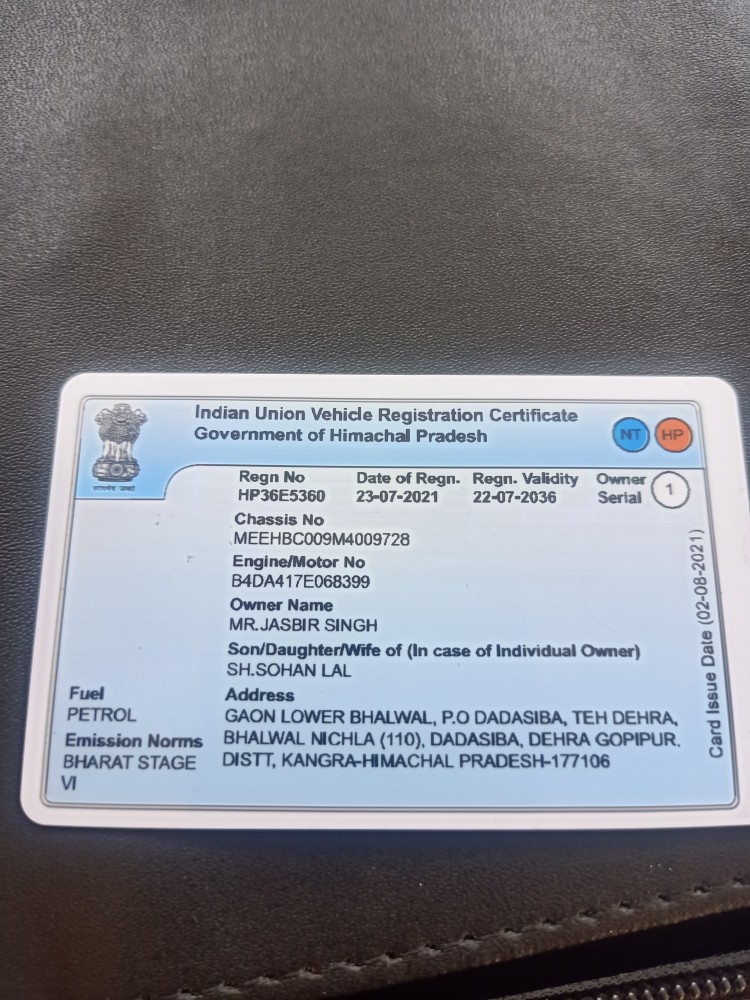 Indian Union Vehicle Registration Certificate
Government of Himachal Pradesh
NT HP
Regn No Date of Regn. Regn. Validity Owner Serial
HP36E5360 23-07-2021 22-07-2036 1
Chassis No
MEEHBC009M4009728
Engine/Motor No
B4DA417E068399
Owner Name
MR.JASBIR SINGH
Son/Daughter/Wife of (In case of Individual Owner)
SH.SOHAN LAL
Fuel
PETROL
Emission Norms
BHARAT STAGE
VI
Address
GAON LOWER BHALWAL, P.O DADASIBA, TEH DEHRA,
BHALWAL NICHLA (110), DADASIBA, DEHRA GOPIPUR.
DISTT, KANGRA-HIMACHAL PRADESH-177106
Card Issue Date (02-08-2021)